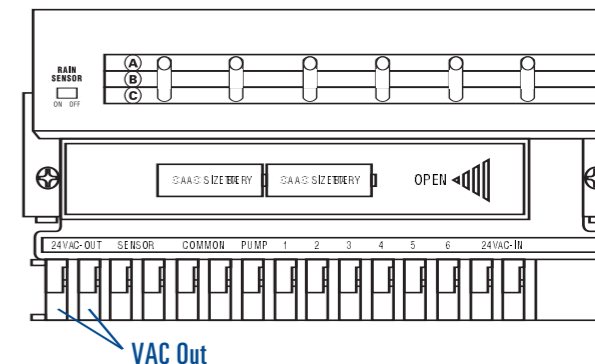 RAIN
SENSOR
ON OFF
A
B
C
OPEN
24VAC-OUT SENSOR COMMON PUMP 1 2 3 4 5 6 24VAC-IN
VAC Out